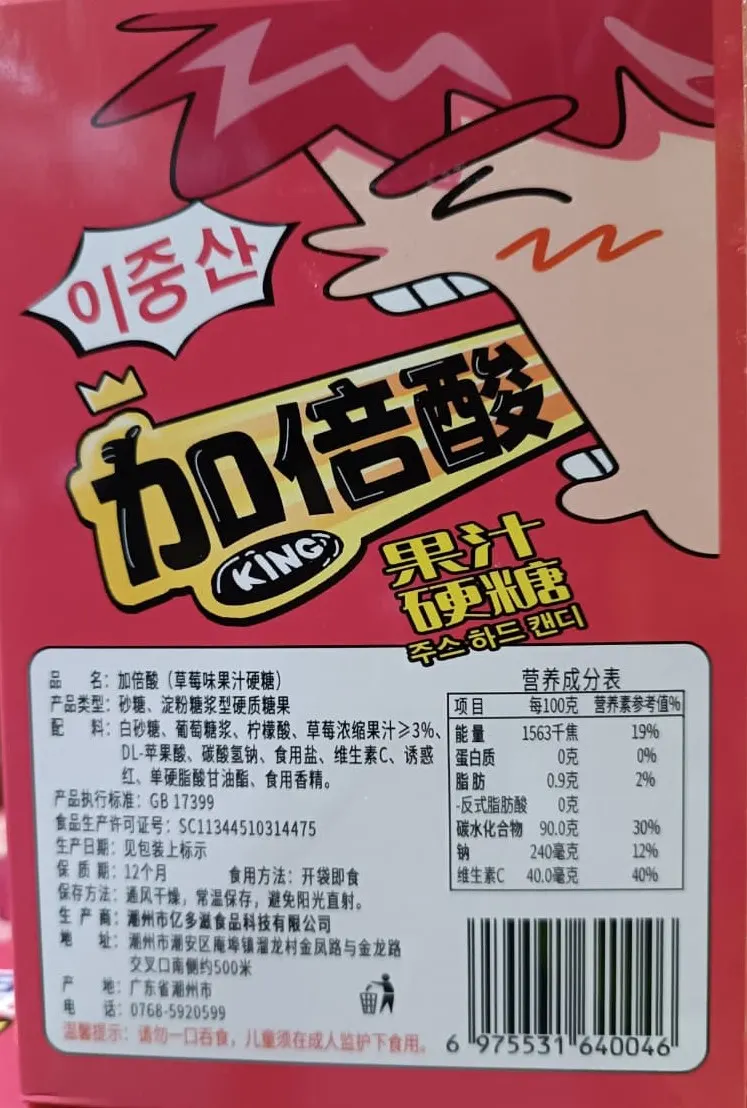 이중산
加倍酸
KING
果汁
硬糖
주스 하드 캔디
品 名：加倍酸（草莓味果汁硬糖）
产品类型：砂糖、淀粉糖浆型硬质糖果
配 料：白砂糖、葡萄糖浆、柠檬酸、草莓浓缩果汁≥3%、
DL-苹果酸、碳酸氢钠、食用盐、维生素C、诱惑
红、单硬脂酸甘油酯、食用香精。
产品执行标准：GB 17399
食品生产许可证号：SC11344510314475
生产日期：见包装上标示
保 质 期：12个月 食用方法：开袋即食
保存方法：通风干燥，常温保存，避免阳光直射。
生 产 商：潮州市亿多滋食品科技有限公司
地 址：潮州市潮安区庵埠镇溜龙村金凤路与金龙路
交叉口南侧约500米
产 地：广东省潮州市
电 话：0768-5920599
温馨提示：请勿一口吞食，儿童须在成人监护下食用。
营养成分表
项目 每100克 营养素参考值%
能量 1563千焦 19%
蛋白质 0克 0%
脂肪 0.9克 2%
-反式脂肪酸 0克
碳水化合物 90.0克 30%
钠 240毫克 12%
维生素C 40.0毫克 40%
6 975531 640046